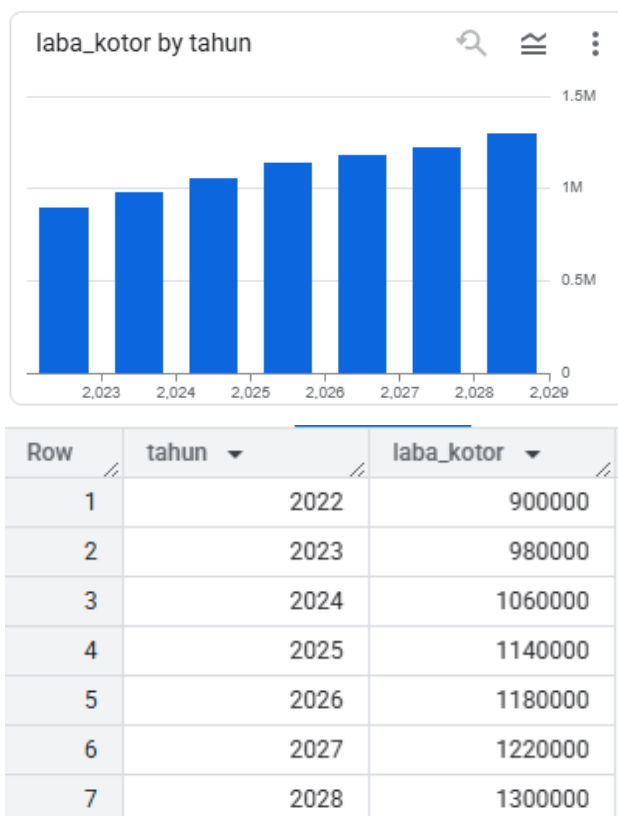 laba_kotor by tahun
1.5M
1M
0.5M
0
2,023 2,024 2,025 2,026 2,027 2,028 2,029
Row tahun laba_kotor
1 2022 900000
2 2023 980000
3 2024 1060000
4 2025 1140000
5 2026 1180000
6 2027 1220000
7 2028 1300000